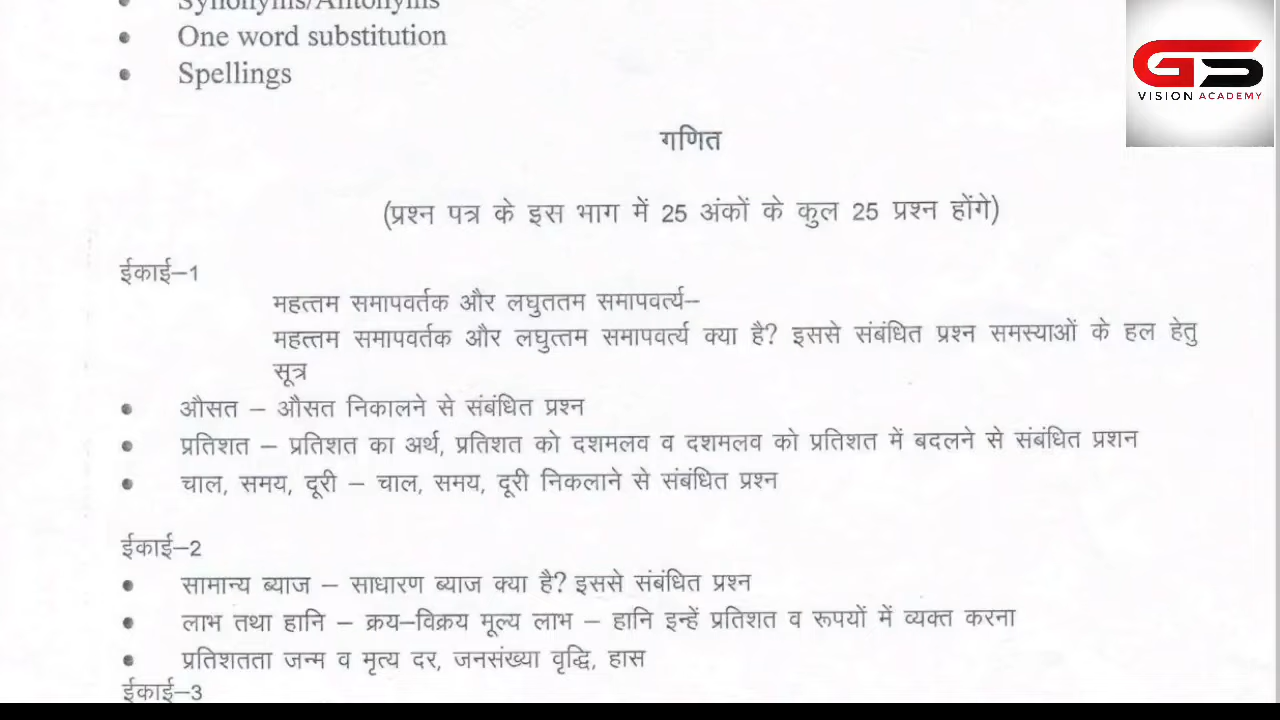 Synonyms/Antonyms
One word substitution
Spellings
GS
VISION ACADEMY
गणित
(प्रश्न पत्र के इस भाग में 25 अंकों के कुल 25 प्रश्न होंगे)
ईकाई–1
महत्तम समापवर्तक और लघुततम समापवर्त्य–
महत्तम समापवर्तक और लघुत्तम समापवर्त्य क्या है? इससे संबंधित प्रश्न समस्याओं के हल हेतु
सूत्र
औसत – औसत निकालने से संबंधित प्रश्न
प्रतिशत – प्रतिशत का अर्थ, प्रतिशत को दशमलव व दशमलव को प्रतिशत में बदलने से संबंधित प्रशन
चाल, समय, दूरी – चाल, समय, दूरी निकलाने से संबंधित प्रश्न
ईकाई–2
सामान्य ब्याज – साधारण ब्याज क्या है? इससे संबंधित प्रश्न
लाभ तथा हानि – क्रय–विक्रय मूल्य लाभ – हानि इन्हें प्रतिशत व रूपयों में व्यक्त करना
प्रतिशतता जन्म व मृत्य दर, जनसंख्या वृद्धि, हास
ईकाई–3